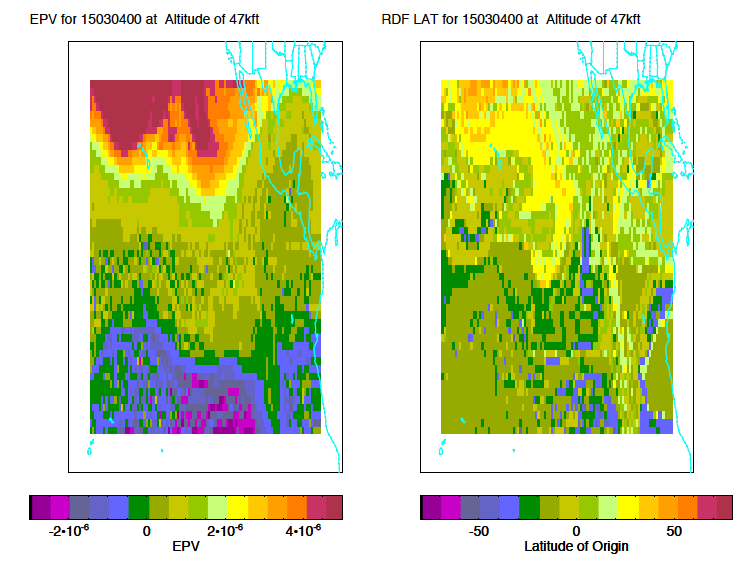 EPV for 15030400 at  Altitude of 47kft
RDF LAT for 15030400 at  Altitude of 47kft
-2•10⁻⁶ 0 2•10⁻⁶ 4•10⁻⁶
EPV
-50 0 50
Latitude of Origin